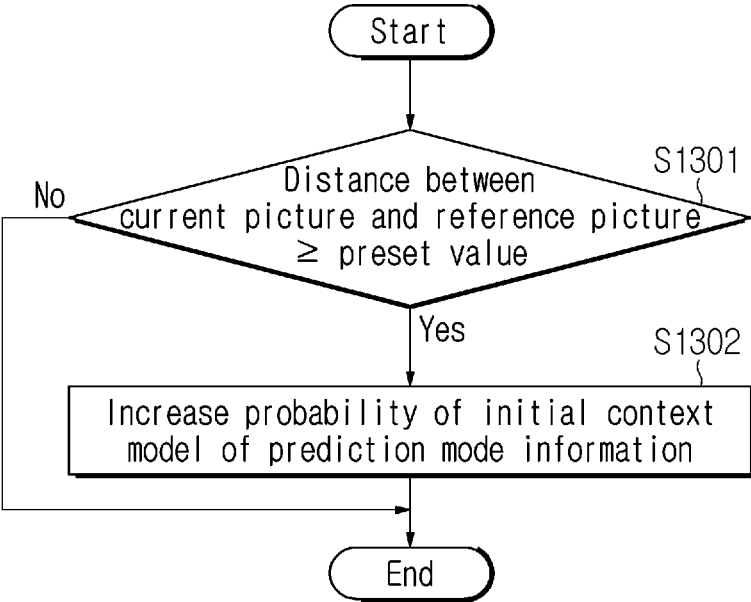 Start
S1301
Distance between
current picture and reference picture
≥ preset value
No
Yes
S1302
Increase probability of initial context
model of prediction mode information
End